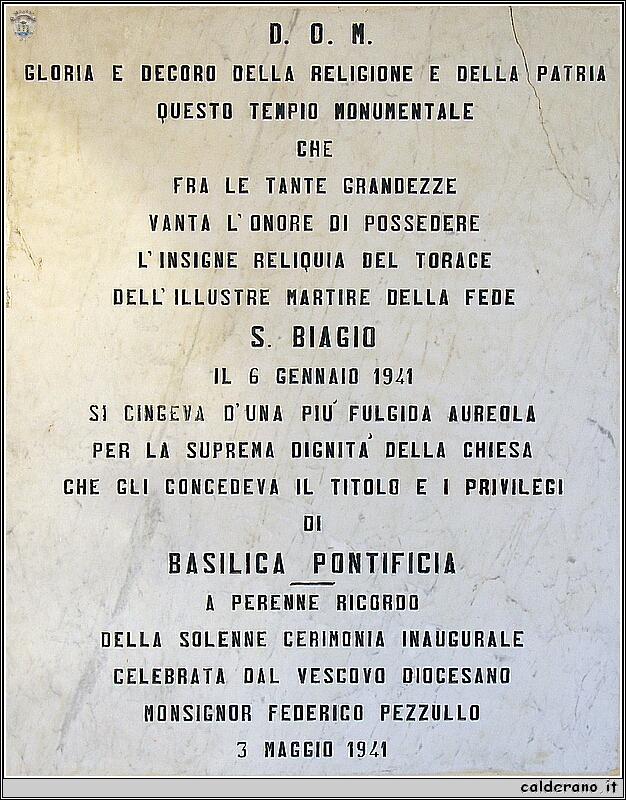 D. O. M.
GLORIA E DECORO DELLA RELIGIONE E DELLA PATRIA
QUESTO TEMPIO MONUMENTALE
CHE
FRA LE TANTE GRANDEZZE
VANTA L'ONORE DI POSSEDERE
L'INSIGNE RELIQUIA DEL TORACE
DELL'ILLUSTRE MARTIRE DELLA FEDE
S. BIAGIO
IL 6 GENNAIO 1941
SI CINGEVA D'UNA PIU' FULGIDA AUREOLA
PER LA SUPREMA DIGNITA' DELLA CHIESA
CHE GLI CONCEDEVA IL TITOLO E I PRIVILEGI
DI
BASILICA PONTIFICIA
A PERENNE RICORDO
DELLA SOLENNE CERIMONIA INAUGURALE
CELEBRATA DAL VESCOVO DIOCESANO
MONSIGNOR FEDERICO PEZZULLO
3 MAGGIO 1941
calderano.it